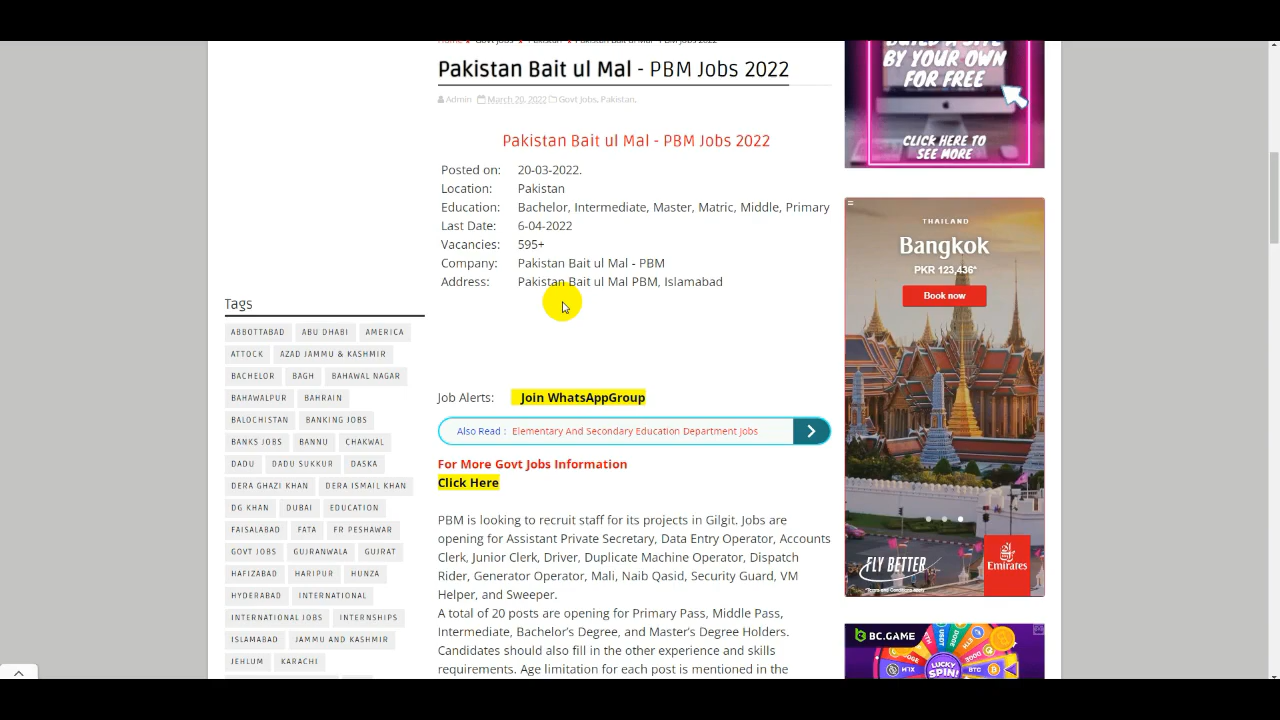 Pakistan Bait ul Mal - PBM Jobs 2022
Admin March 20, 2022 Govt Jobs, Pakistan,
Pakistan Bait ul Mal - PBM Jobs 2022
Posted on: 20-03-2022.
Location: Pakistan
Education: Bachelor, Intermediate, Master, Matric, Middle, Primary
Last Date: 6-04-2022
Vacancies: 595+
Company: Pakistan Bait ul Mal - PBM
Address: Pakistan Bait ul Mal PBM, Islamabad
Job Alerts: Join WhatsAppGroup
Also Read : Elementary And Secondary Education Department Jobs
For More Govt Jobs Information
Click Here
PBM is looking to recruit staff for its projects in Gilgit. Jobs are
opening for Assistant Private Secretary, Data Entry Operator, Accounts
Clerk, Junior Clerk, Driver, Duplicate Machine Operator, Dispatch
Rider, Generator Operator, Mali, Naib Qasid, Security Guard, VM
Helper, and Sweeper.
A total of 20 posts are opening for Primary Pass, Middle Pass,
Intermediate, Bachelor's Degree, and Master's Degree Holders.
Candidates should also fill in the other experience and skills
requirements. Age limitation for each post is mentioned in the
Tags
ABBOTTABAD ABU DHABI AMERICA
ATTOCK AZAD JAMMU & KASHMIR
BACHELOR BAGH BAHAWAL NAGAR
BAHAWALPUR BAHRAIN
BALOCHISTAN BANKING JOBS
BANKS JOBS BANNU CHAKWAL
DADU DADU SUKKUR DASKA
DERA GHAZI KHAN DERA ISMAIL KHAN
DG KHAN DUBAI EDUCATION
FAISALABAD FATA FR PESHAWAR
GOVT JOBS GUJRANWALA GUJRAT
HAFIZABAD HARIPUR HUNZA
HYDERABAD INTERNATIONAL
INTERNATIONAL JOBS INTERNSHIPS
ISLAMABAD JAMMU AND KASHMIR
JEHLUM KARACHI
BUILD A SITE
BY YOUR OWN
FOR FREE
CLICK HERE TO
SEE MORE
THAILAND
Bangkok
PKR 123,436*
Book now
FLY BETTER
Emirates
BC.GAME
LUCKY
SPIN!